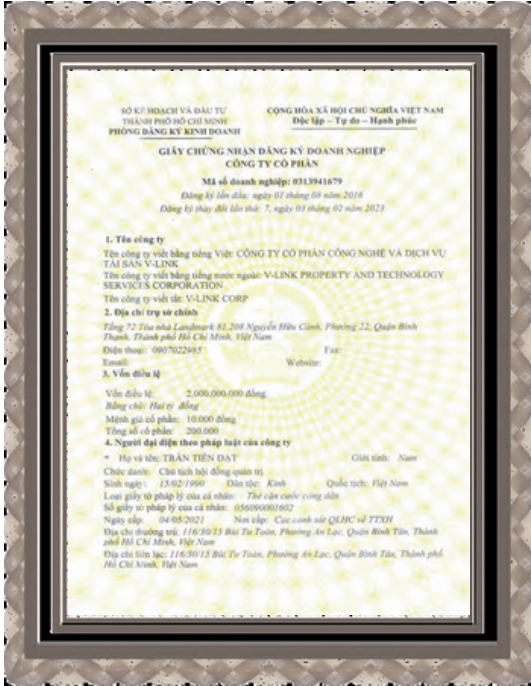 SỞ KẾ HOẠCH VÀ ĐẦU TƯ
THÀNH PHỐ HỒ CHÍ MINH
PHÒNG ĐĂNG KÝ KINH DOANH
CỘNG HÒA XÃ HỘI CHỦ NGHĨA VIỆT NAM
Độc lập – Tự do – Hạnh phúc
GIẤY CHỨNG NHẬN ĐĂNG KÝ DOANH NGHIỆP
CÔNG TY CỔ PHẦN
Mã số doanh nghiệp: 0313941679
Đăng ký lần đầu: ngày 01 tháng 08 năm 2016
Đăng ký thay đổi lần thứ: 7, ngày 03 tháng 02 năm 2023
1. Tên công ty
Tên công ty viết bằng tiếng Việt: CÔNG TY CỔ PHẦN CÔNG NGHỆ VÀ DỊCH VỤ
TÀI SẢN V-LINK
Tên công ty viết bằng tiếng nước ngoài: V-LINK PROPERTY AND TECHNOLOGY
SERVICES CORPORATION
Tên công ty viết tắt: V-LINK CORP
2. Địa chỉ trụ sở chính
Tầng 72 Tòa nhà Landmark 81,208 Nguyễn Hữu Cảnh, Phường 22, Quận Bình
Thạnh, Thành phố Hồ Chí Minh, Việt Nam
Điện thoại: 0907022985 Fax:
Email: Website:
3. Vốn điều lệ
Vốn điều lệ: 2.000.000.000 đồng.
Bằng chữ: Hai tỷ đồng
Mệnh giá cổ phần: 10.000 đồng
Tổng số cổ phần: 200.000
4. Người đại diện theo pháp luật của công ty
* Họ và tên: TRẦN TIẾN ĐẠT Giới tính: Nam
Chức danh: Chủ tịch hội đồng quản trị
Sinh ngày: 15/02/1990 Dân tộc: Kinh Quốc tịch: Việt Nam
Loại giấy tờ pháp lý của cá nhân: Thẻ căn cước công dân
Số giấy tờ pháp lý của cá nhân: 056090001602
Ngày cấp: 04/05/2021 Nơi cấp: Cục cảnh sát QLHC về TTXH
Địa chỉ thường trú: 116/30/15 Bùi Tư Toàn, Phường An Lạc, Quận Bình Tân, Thành
phố Hồ Chí Minh, Việt Nam
Địa chỉ liên lạc: 116/30/15 Bùi Tư Toàn, Phường An Lạc, Quận Bình Tân, Thành phố
Hồ Chí Minh, Việt Nam